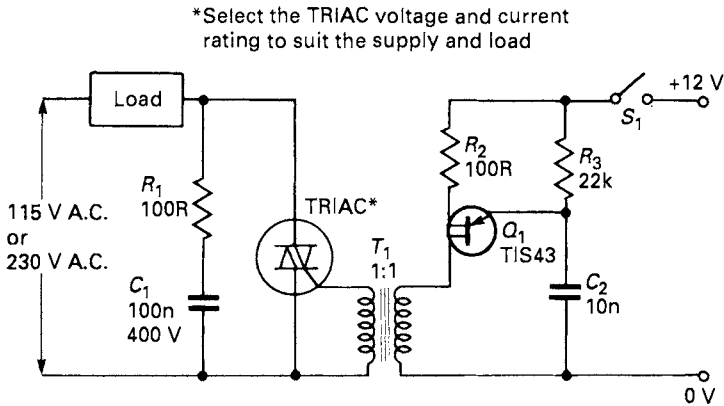 *Select the TRIAC voltage and current
rating to suit the supply and load
Load
+12 V
S1
R2
100R
R3
22k
R1
100R
TRIAC*
115 V A.C.
or
230 V A.C.
T1
1:1
Q1
TIS43
C1
100n
400 V
C2
10n
0 V